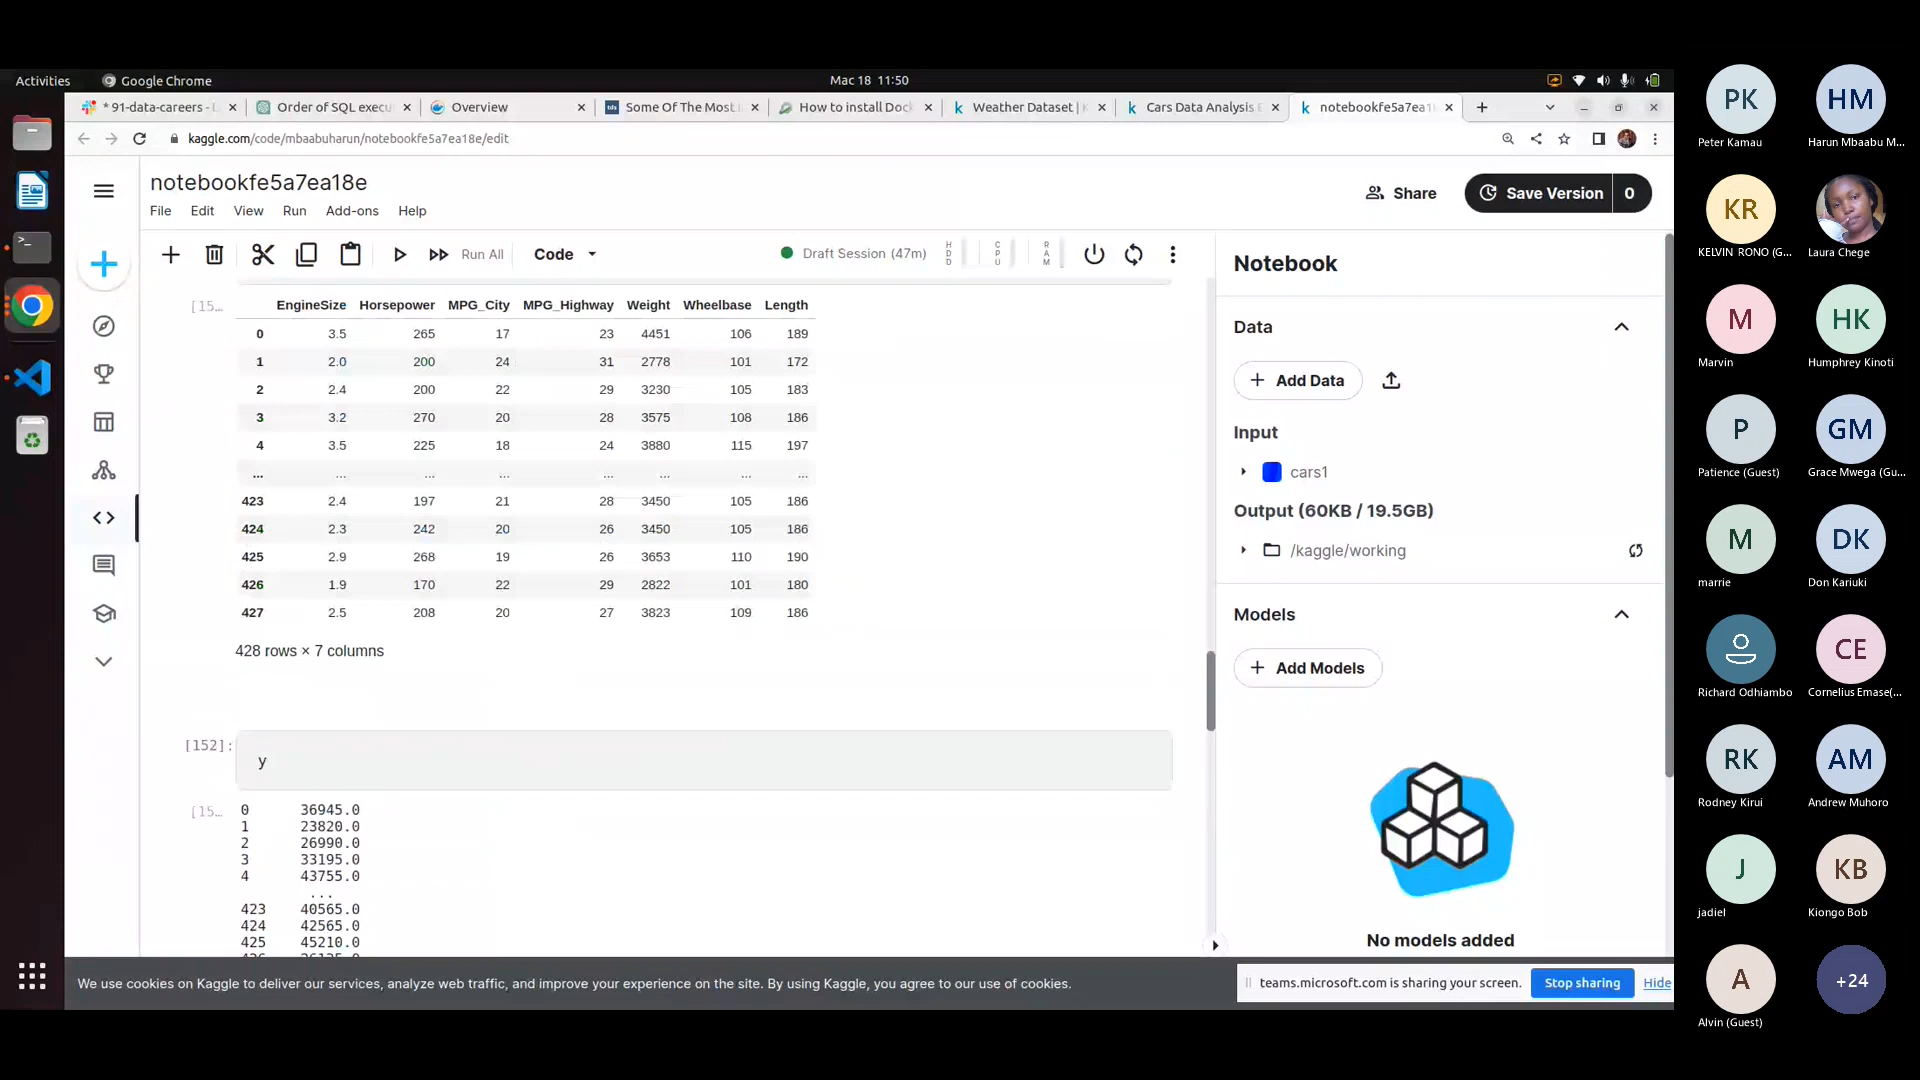 Activities
Google Chrome
Mac 18 11:50
* 91-data-careers -
Order of SQL execu
Overview
Some Of The Most
How to install Doc
Weather Dataset | K
Cars Data Analysis E
notebookfe5a7ea1
kaggle.com/code/mbaabuharun/notebookfe5a7ea18e/edit
notebookfe5a7ea18e
File Edit View Run Add-ons Help
Share
Save Version 0
Run All
Code
Draft Session (47m)
HDD
CPU
RAM
[15...
EngineSize Horsepower MPG_City MPG_Highway Weight Wheelbase Length
0 3.5 265 17 23 4451 106 189
1 2.0 200 24 31 2778 101 172
2 2.4 200 22 29 3230 105 183
3 3.2 270 20 28 3575 108 186
4 3.5 225 18 24 3880 115 197
... ... ... ... ... ... ... ...
423 2.4 197 21 28 3450 105 186
424 2.3 242 20 26 3450 105 186
425 2.9 268 19 26 3653 110 190
426 1.9 170 22 29 2822 101 180
427 2.5 208 20 27 3823 109 186
428 rows × 7 columns
[152]:
y
[15...
0 36945.0
1 23820.0
2 26990.0
3 33195.0
4 43755.0
...
423 40565.0
424 42565.0
425 45210.0
Notebook
Data
+ Add Data
Input
cars1
Output (60KB / 19.5GB)
/kaggle/working
Models
+ Add Models
No models added
We use cookies on Kaggle to deliver our services, analyze web traffic, and improve your experience on the site. By using Kaggle, you agree to our use of cookies.
teams.microsoft.com is sharing your screen.
Stop sharing
Hide
PK
Peter Kamau
HM
Harun Mbaabu M...
KR
KELVIN RONO (G...
Laura Chege
M
Marvin
HK
Humphrey Kinoti
P
Patience (Guest)
GM
Grace Mwega (Gu...
M
marrie
DK
Don Kariuki
Richard Odhiambo
CE
Cornelius Emase(...
RK
Rodney Kirui
AM
Andrew Muhoro
J
jadiel
KB
Kiongo Bob
A
Alvin (Guest)
+24